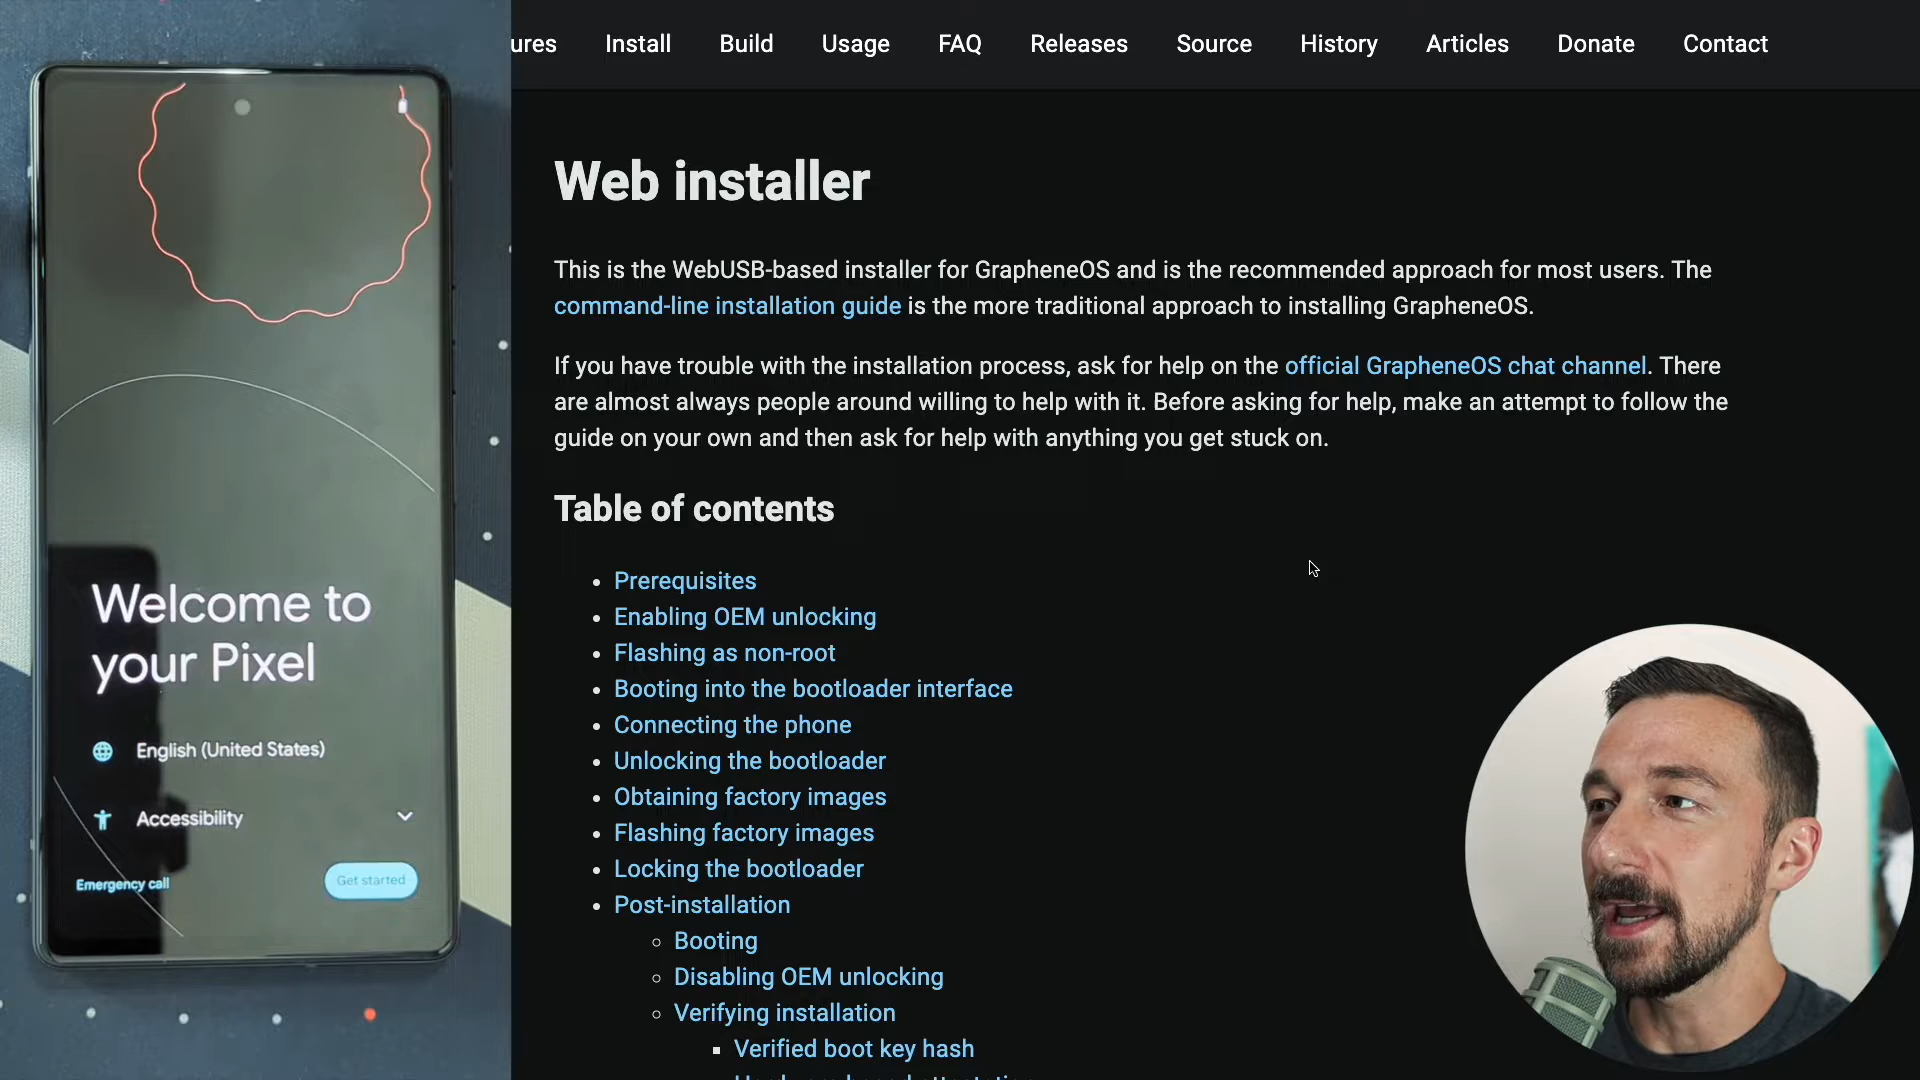 ures Install Build Usage FAQ Releases Source History Articles Donate Contact
Web installer
This is the WebUSB-based installer for GrapheneOS and is the recommended approach for most users. The
command-line installation guide is the more traditional approach to installing GrapheneOS.
If you have trouble with the installation process, ask for help on the official GrapheneOS chat channel. There
are almost always people around willing to help with it. Before asking for help, make an attempt to follow the
guide on your own and then ask for help with anything you get stuck on.
Table of contents
Prerequisites
Enabling OEM unlocking
Flashing as non-root
Booting into the bootloader interface
Connecting the phone
Unlocking the bootloader
Obtaining factory images
Flashing factory images
Locking the bootloader
Post-installation
Booting
Disabling OEM unlocking
Verifying installation
Verified boot key hash
Welcome to
your Pixel
English (United States)
Accessibility
Emergency call
Get started